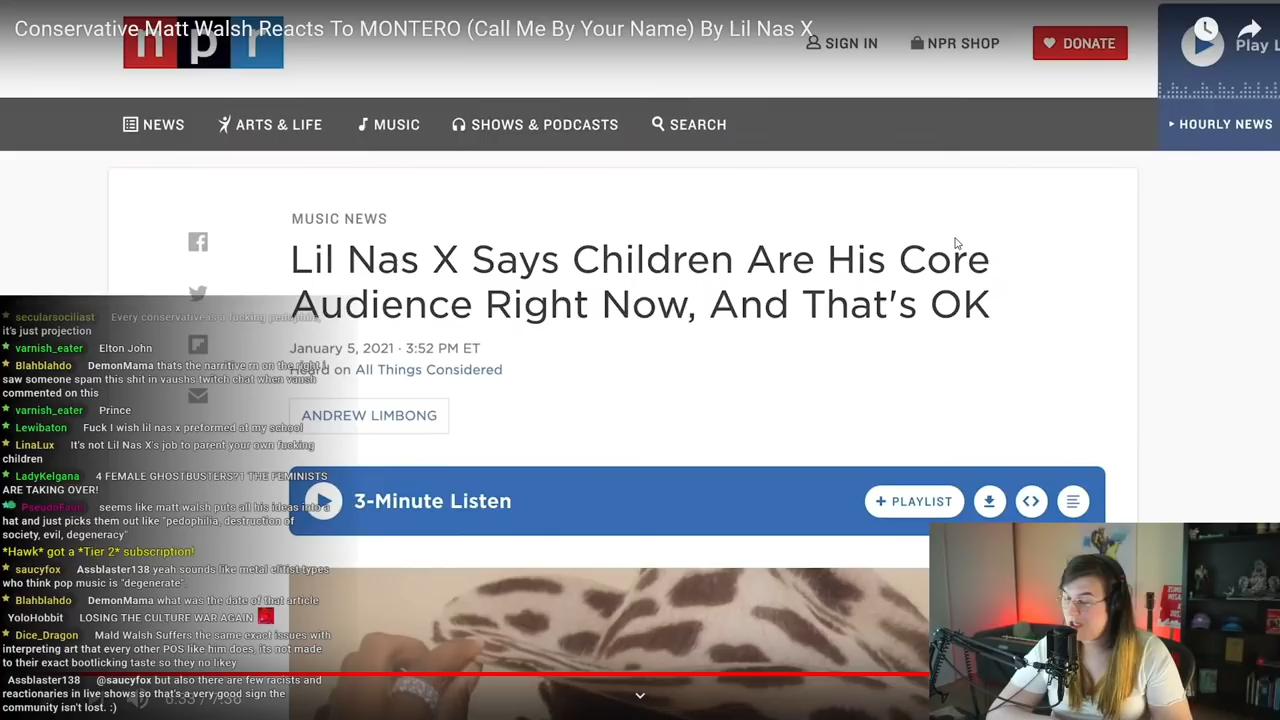 Conservative Matt Walsh Reacts To MONTERO (Call Me By Your Name) By Lil Nas X
npr
SIGN IN
NPR SHOP
DONATE
Play L
NEWS
ARTS & LIFE
MUSIC
SHOWS & PODCASTS
SEARCH
HOURLY NEWS
MUSIC NEWS
Lil Nas X Says Children Are His Core
Audience Right Now, And That's OK
January 5, 2021 · 3:52 PM ET
Heard on All Things Considered
ANDREW LIMBONG
3-Minute Listen
+ PLAYLIST
secularsociliast Every conservative is a fucking pedophile,
it's just projection
varnish_eater Elton John
Blahblahdo DemonMama thats the narritive rn on the right i
saw someone spam this shit in vaushs twitch chat when vaush
commented on this
varnish_eater Prince
Lewibaton Fuck I wish lil nas x preformed at my school
LinaLux It's not Lil Nas X's job to parent your own fucking
children
LadyKelgana 4 FEMALE GHOSTBUSTERS?1 THE FEMINISTS
ARE TAKING OVER!
seems like matt walsh puts all his ideas into a
hat and just picks them out like "pedophilia, destruction of
society, evil, degeneracy"
*Hawk* got a *Tier 2* subscription!
saucyfox Assblaster138 yeah sounds like metal elitist types
who think pop music is "degenerate".
Blahblahdo DemonMama what was the date of that article
YoloHobbit LOSING THE CULTURE WAR AGAIN
Dice_Dragon Mald Walsh Suffers the same exact issues with
interpreting art that every other POS like him does, its not made
to their exact bootlicking taste so they no likey
Assblaster138 @saucyfox but also there are few racists and
reactionaries in live shows so that's a very good sign the
community isn't lost. :)